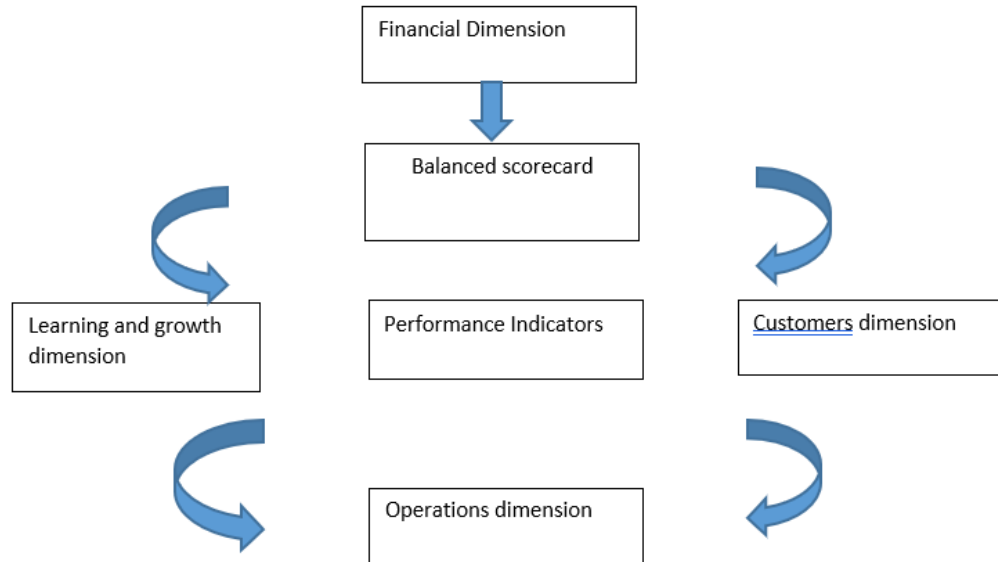 Financial Dimension
Balanced scorecard
Learning and growth
dimension
Performance Indicators
Customers dimension
Operations dimension